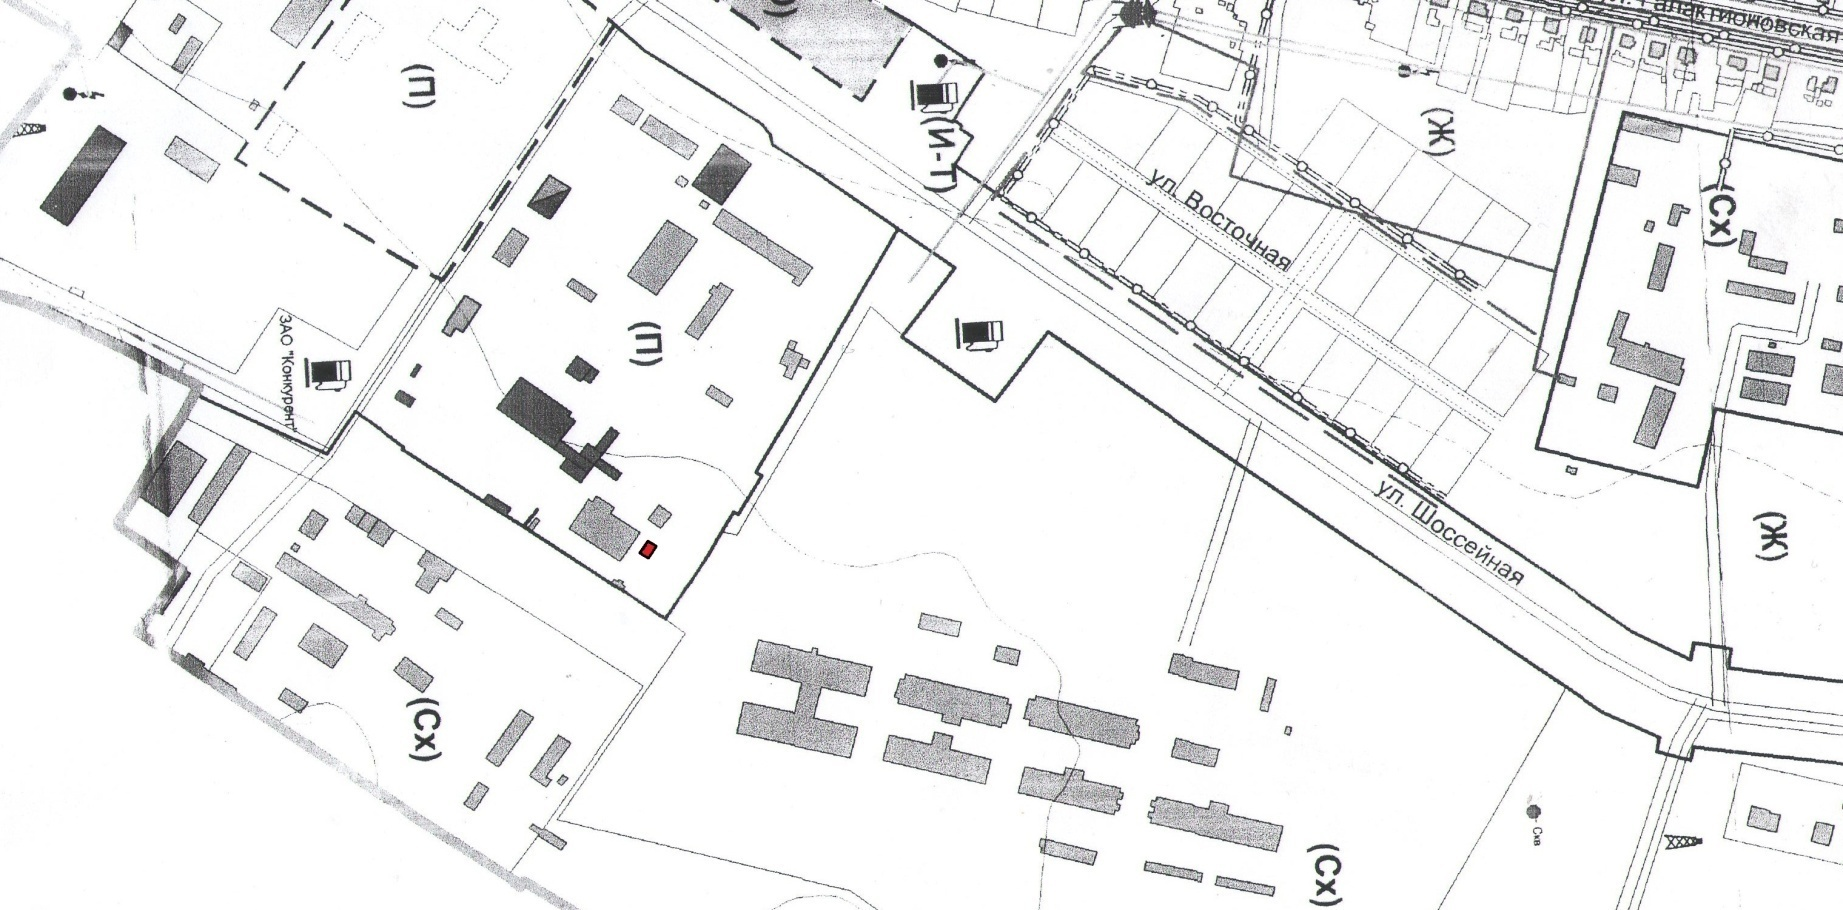 ул. Галактионовская
(П)
(И-Т)
(Ж)
ул. Восточная
(Сх)
(П)
ЗАО "Конкурент"
ул. Шоссейная
(Ж)
(Сх)
Скв
(Сх)